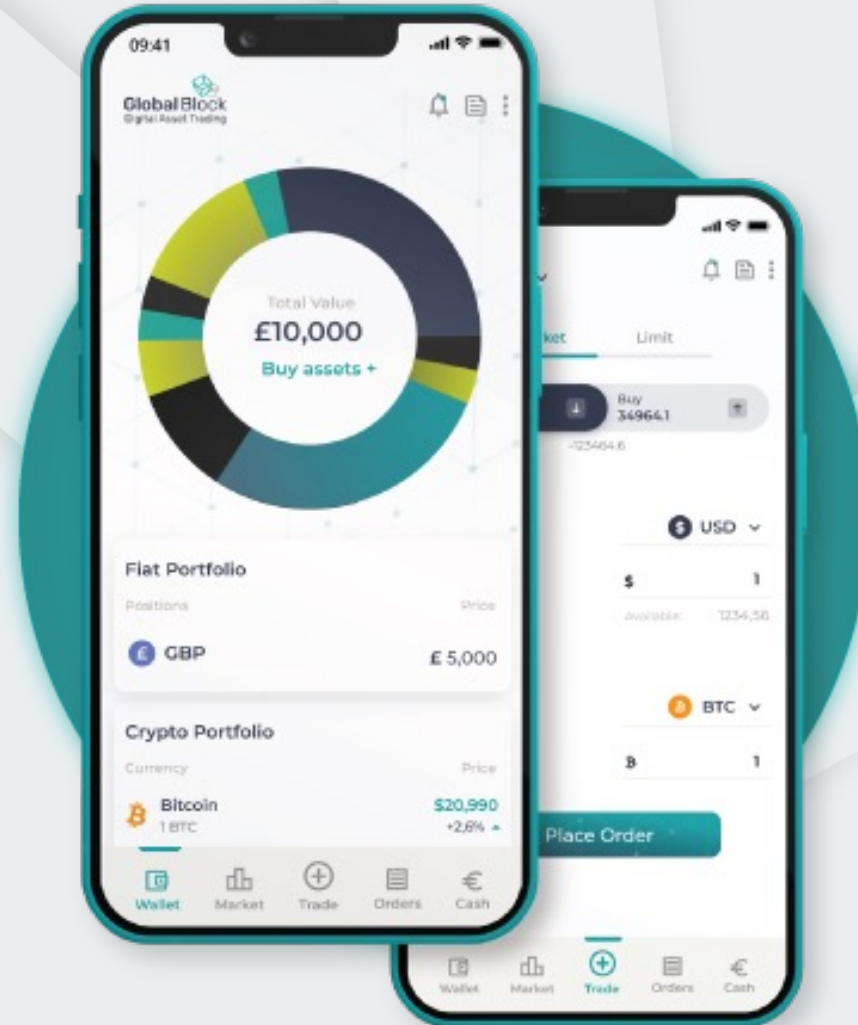 09:41
GlobalBlock
Digital Asset Trading
Total Value
£10,000
Buy assets +
Fiat Portfolio
Positions Price
£ GBP £ 5,000
Crypto Portfolio
Currency Price
Bitcoin $20,990
1 BTC +2,6%
Wallet Market Trade Orders Cash
ket Limit
Buy
34964.1
-123464.6
$ USD
$ 1
Available: 1234,56
BTC
1
Place Order
Wallet Market Trade Orders Cash